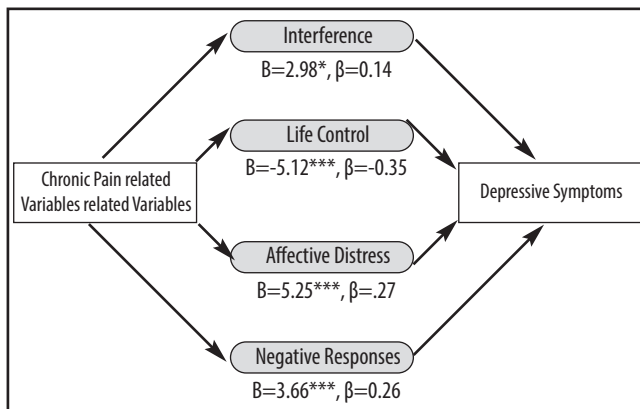 Interference
B=2.98*, β=0.14
Life Control
B=-5.12***, β=-0.35
Chronic Pain related
Variables related Variables
Depressive Symptoms
Affective Distress
B=5.25***, β=.27
Negative Responses
B=3.66***, β=0.26